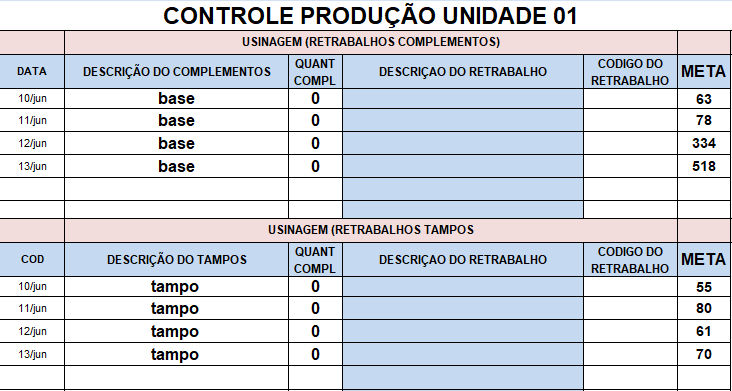 CONTROLE PRODUÇÃO UNIDADE 01
USINAGEM (RETRABALHOS COMPLEMENTOS)
DATA DESCRIÇÃO DO COMPLEMENTOS QUANT COMPL DESCRIÇAO DO RETRABALHO CODIGO DO RETRABALHO META
10/jun base 0 63
11/jun base 0 78
12/jun base 0 334
13/jun base 0 518
USINAGEM (RETRABALHOS TAMPOS
COD DESCRIÇÃO DO TAMPOS QUANT COMPL DESCRIÇAO DO RETRABALHO CODIGO DO RETRABALHO META
10/jun tampo 0 55
11/jun tampo 0 80
12/jun tampo 0 61
13/jun tampo 0 70